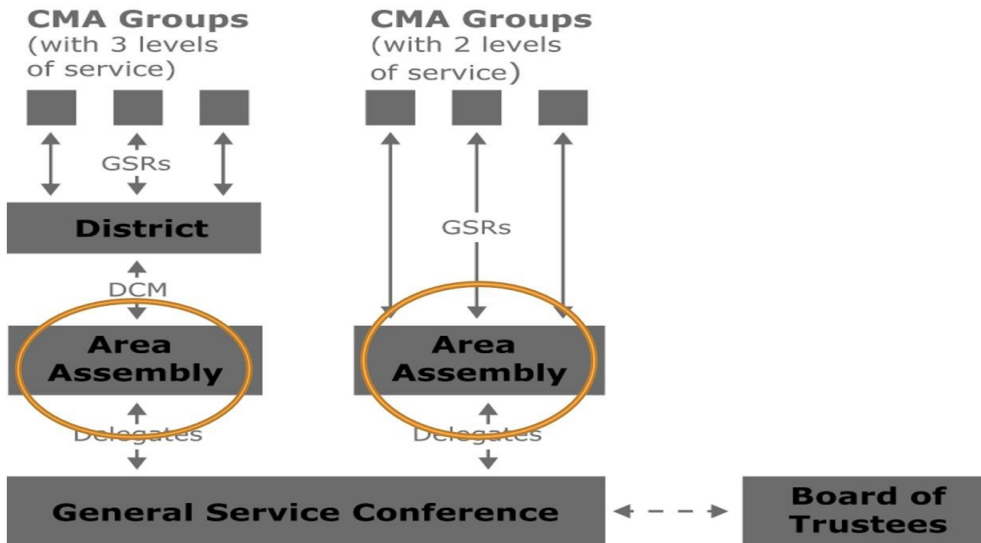 CMA Groups
(with 3 levels
of service)
CMA Groups
(with 2 levels
of service)
GSRs
District
GSRs
DCM
Area
Assembly
Area
Assembly
Delegates
Delegates
General Service Conference
Board of
Trustees